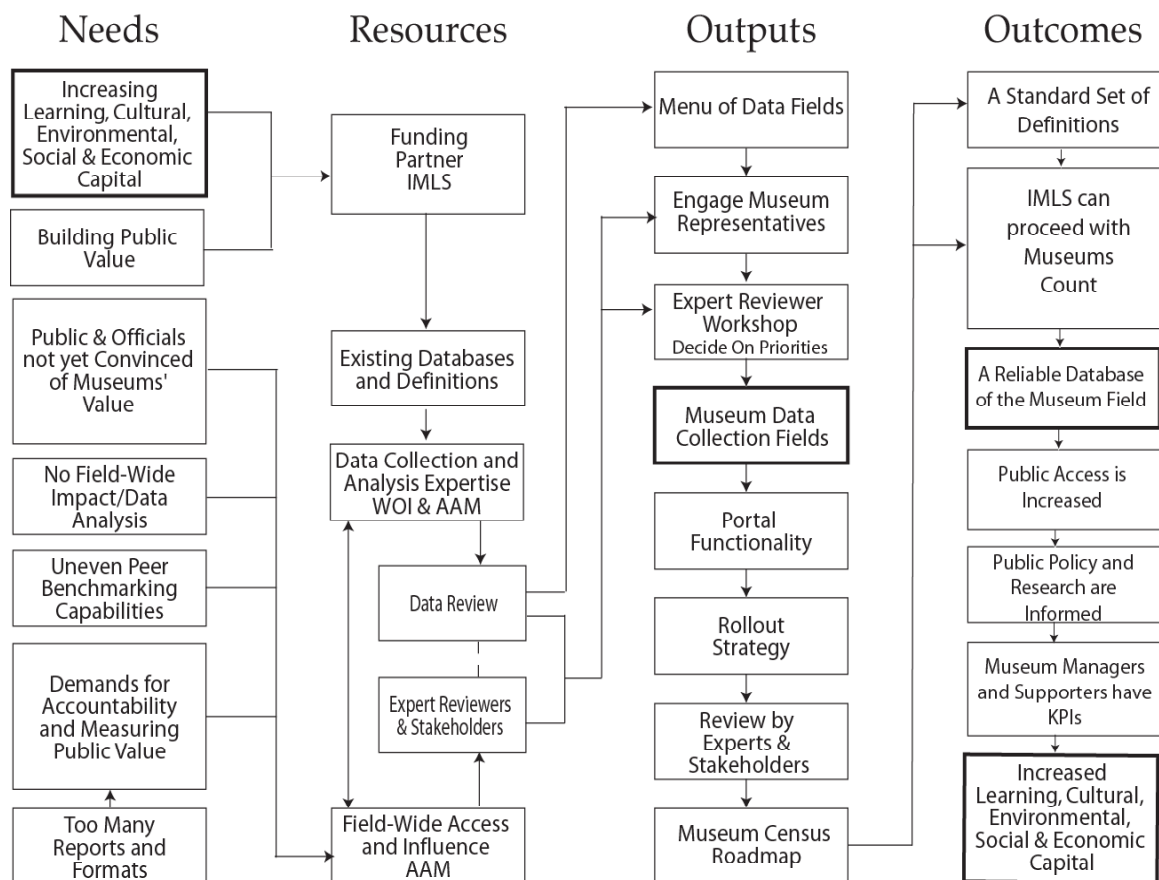 Needs
Increasing
Learning, Cultural,
Environmental,
Social & Economic
Capital
Building Public
Value
Public & Officials
not yet Convinced
of Museums'
Value
No Field-Wide
Impact/Data
Analysis
Uneven Peer
Benchmarking
Capabilities
Demands for
Accountability
and Measuring
Public Value
Too Many
Reports and
Formats
Resources
Funding
Partner
IMLS
Existing Databases
and Definitions
Data Collection and
Analysis Expertise
WOI & AAM
Data Review
Expert Reviewers
& Stakeholders
Field-Wide Access
and Influence
AAM
Outputs
Menu of Data Fields
Engage Museum
Representatives
Expert Reviewer
Workshop
Decide On Priorities
Museum Data
Collection Fields
Portal
Functionality
Rollout
Strategy
Review by
Experts &
Stakeholders
Museum Census
Roadmap
Outcomes
A Standard Set of
Definitions
IMLS can
proceed with
Museums
Count
A Reliable Database
of the Museum Field
Public Access is
Increased
Public Policy and
Research are
Informed
Museum Managers
and Supporters have
KPIs
Increased
Learning, Cultural,
Environmental,
Social & Economic
Capital